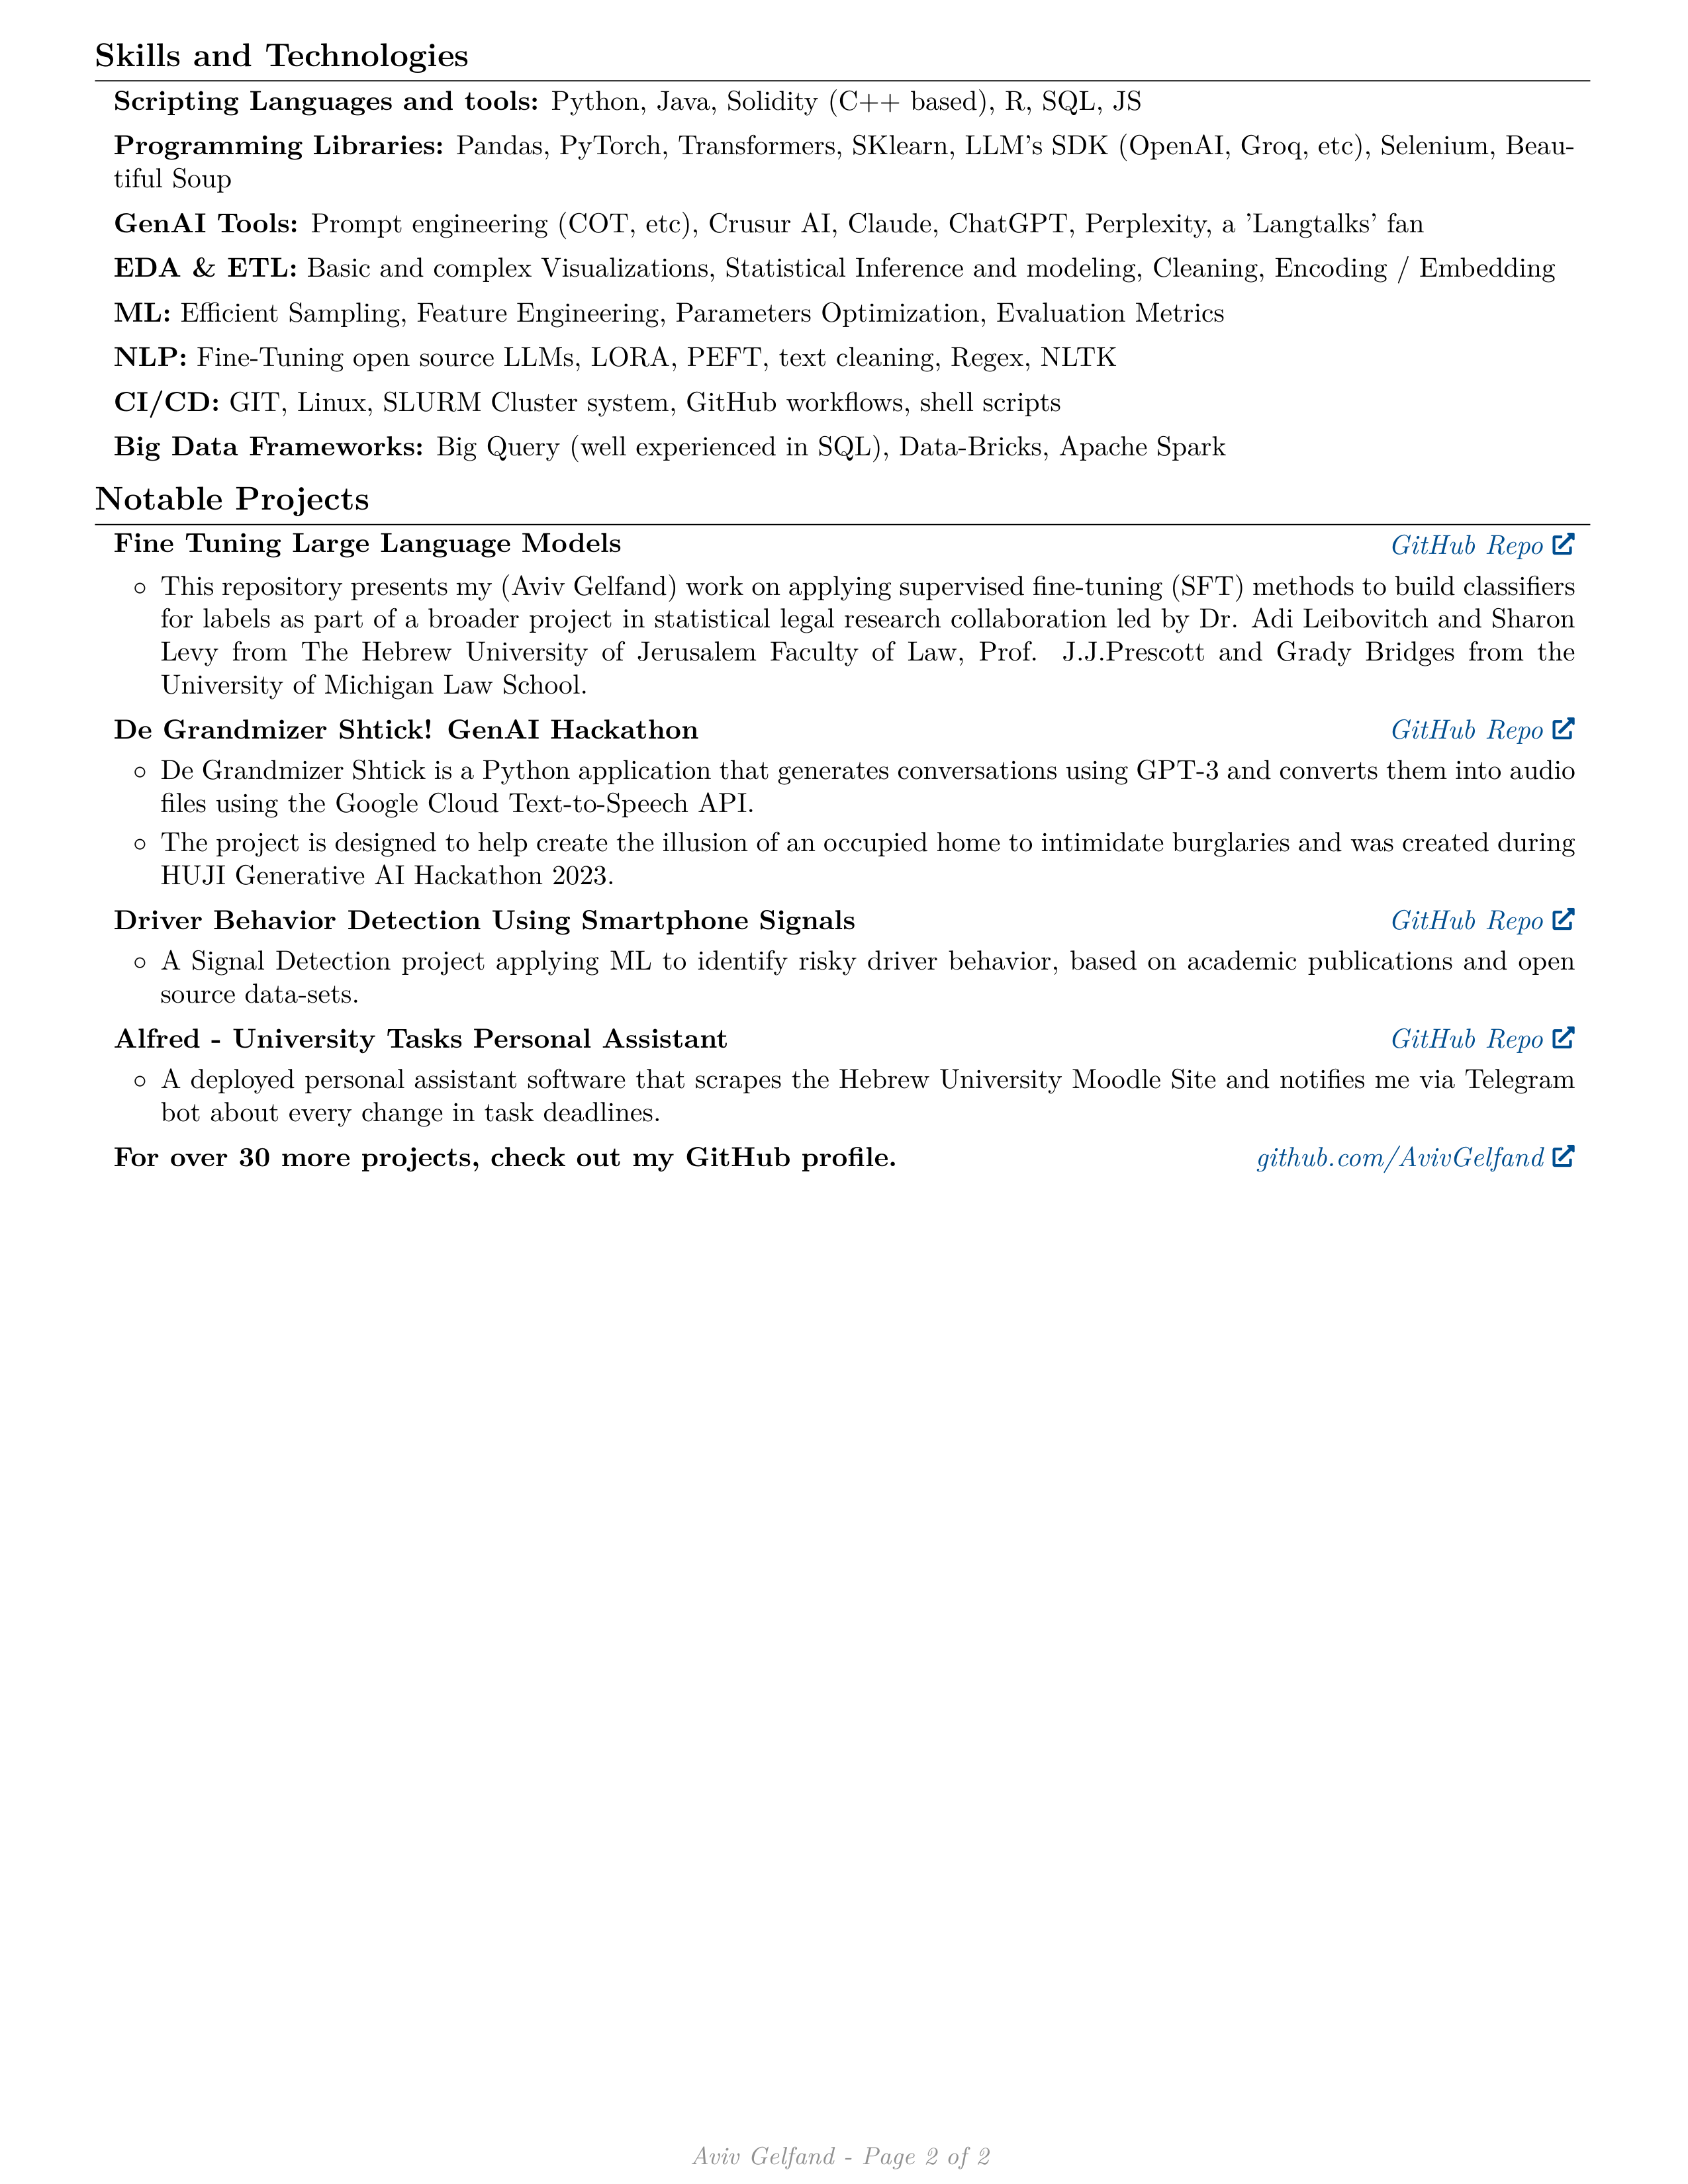 Skills and Technologies
Scripting Languages and tools: Python, Java, Solidity (C++ based), R, SQL, JS
Programming Libraries: Pandas, PyTorch, Transformers, SKlearn, LLM's SDK (OpenAI, Groq, etc), Selenium, Beau-
tiful Soup
GenAI Tools: Prompt engineering (COT, etc), Crusur AI, Claude, ChatGPT, Perplexity, a 'Langtalks' fan
EDA & ETL: Basic and complex Visualizations, Statistical Inference and modeling, Cleaning, Encoding / Embedding
ML: Efficient Sampling, Feature Engineering, Parameters Optimization, Evaluation Metrics
NLP: Fine-Tuning open source LLMs, LORA, PEFT, text cleaning, Regex, NLTK
CI/CD: GIT, Linux, SLURM Cluster system, GitHub workflows, shell scripts
Big Data Frameworks: Big Query (well experienced in SQL), Data-Bricks, Apache Spark
Notable Projects
Fine Tuning Large Language Models GitHub Repo
○ This repository presents my (Aviv Gelfand) work on applying supervised fine-tuning (SFT) methods to build classifiers
for labels as part of a broader project in statistical legal research collaboration led by Dr. Adi Leibovitch and Sharon
Levy from The Hebrew University of Jerusalem Faculty of Law, Prof. J.J.Prescott and Grady Bridges from the
University of Michigan Law School.
De Grandmizer Shtick! GenAI Hackathon GitHub Repo
○ De Grandmizer Shtick is a Python application that generates conversations using GPT-3 and converts them into audio
files using the Google Cloud Text-to-Speech API.
○ The project is designed to help create the illusion of an occupied home to intimidate burglaries and was created during
HUJI Generative AI Hackathon 2023.
Driver Behavior Detection Using Smartphone Signals GitHub Repo
○ A Signal Detection project applying ML to identify risky driver behavior, based on academic publications and open
source data-sets.
Alfred - University Tasks Personal Assistant GitHub Repo
○ A deployed personal assistant software that scrapes the Hebrew University Moodle Site and notifies me via Telegram
bot about every change in task deadlines.
For over 30 more projects, check out my GitHub profile. github.com/AvivGelfand
Aviv Gelfand - Page 2 of 2